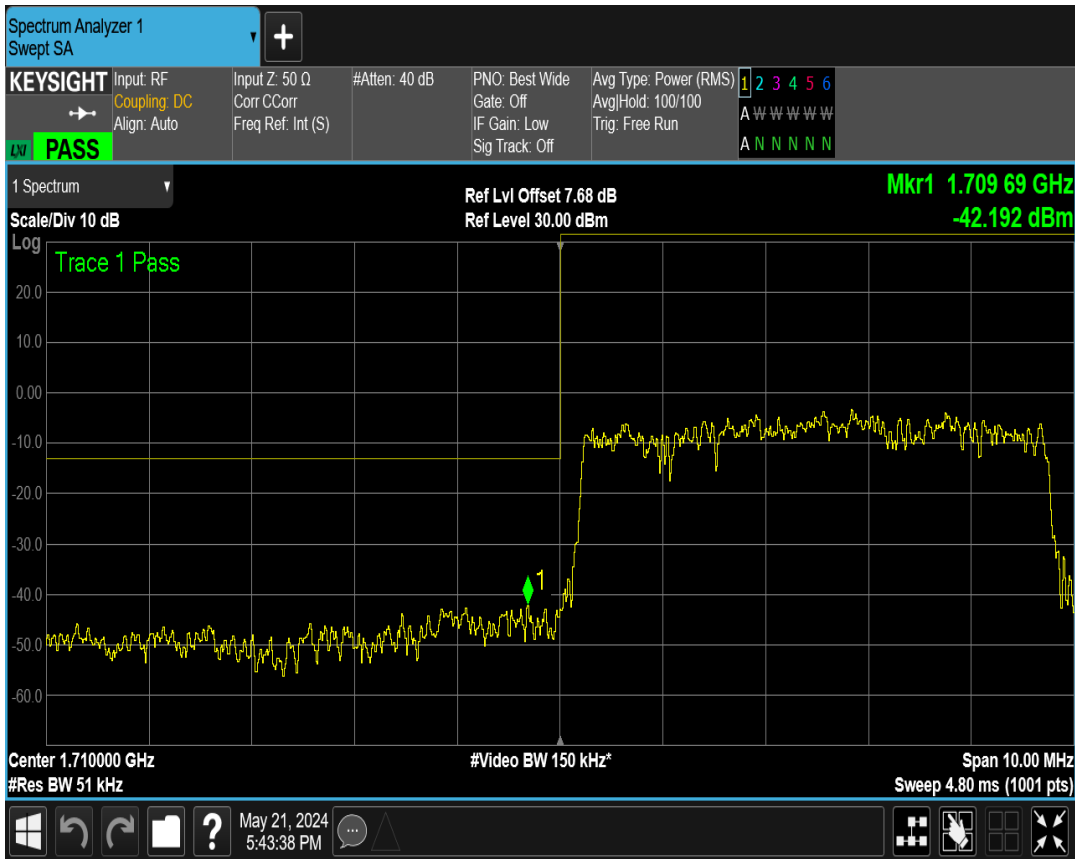 Spectrum Analyzer 1
Swept SA
+
KEYSIGHT
LXI PASS
Input: RF
Coupling: DC
Align: Auto
Input Z: 50 Ω
Corr CCorr
Freq Ref: Int (S)
#Atten: 40 dB
PNO: Best Wide
Gate: Off
IF Gain: Low
Sig Track: Off
Avg Type: Power (RMS)
Avg|Hold: 100/100
Trig: Free Run
1 2 3 4 5 6
A W W W W W
A N N N N N
1 Spectrum
Scale/Div 10 dB
Ref Lvl Offset 7.68 dB
Ref Level 30.00 dBm
Mkr1 1.709 69 GHz
-42.192 dBm
Log
Trace 1 Pass
20.0
10.0
0.00
-10.0
-20.0
-30.0
-40.0
-50.0
-60.0
1
Center 1.710000 GHz
#Video BW 150 kHz*
Span 10.00 MHz
#Res BW 51 kHz
Sweep 4.80 ms (1001 pts)
?
May 21, 2024
5:43:38 PM